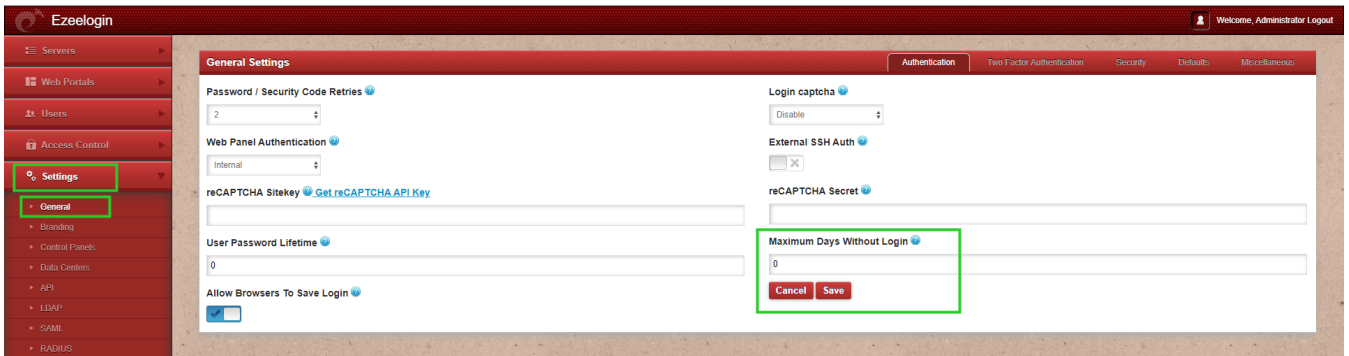 Ezeelogin
Welcome, Administrator Logout
Servers
Web Portals
Users
Access Control
Settings
General
Branding
Control Panels
Data Centers
API
LDAP
SAML
RADIUS
General Settings
Authentication
Two Factor Authentication
Security
Defaults
Miscellaneous
Password / Security Code Retries
2
Login captcha
Disable
Web Panel Authentication
Internal
External SSH Auth
reCAPTCHA Sitekey Get reCAPTCHA API Key
reCAPTCHA Secret
User Password Lifetime
0
Maximum Days Without Login
0
Cancel Save
Allow Browsers To Save Login